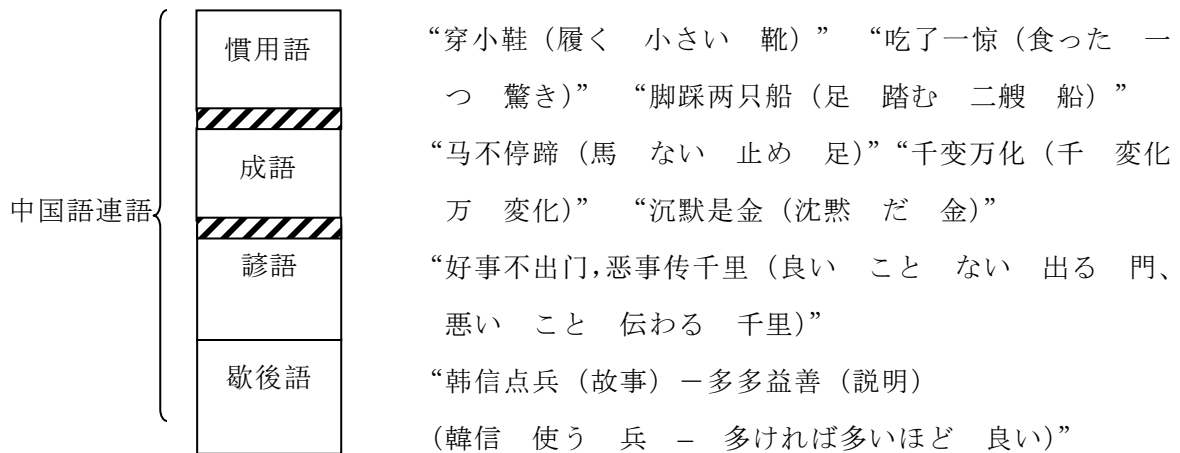 慣用語 “穿小鞋（履く　小さい　靴）”　“吃了一惊（食った　一
つ　驚き）”　“脚踩两只船（足　踏む　二艘　船）”
成語 “马不停蹄（馬　ない　止め　足）”“千变万化（千　変化
中国語連語 万　変化）”　“沉默是金（沈黙　だ　金）”
諺語 “好事不出门，恶事传千里（良い　こと　ない　出る　門、
悪い　こと　伝わる　千里）”
歇後語 “韩信点兵（故事）－多多益善（説明）
（韓信　使う　兵　–　多ければ多いほど　良い）”